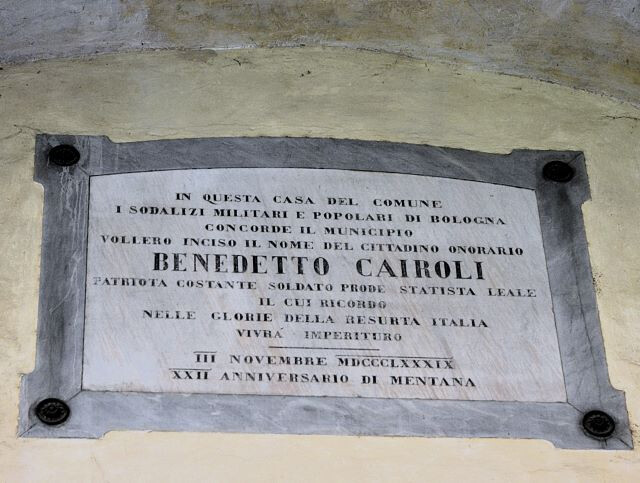 IN QUESTA CASA DEL COMUNE
I SODALIZI MILITARI E POPOLARI DI BOLOGNA
CONCORDE IL MUNICIPIO
VOLLERO INCISO IL NOME DEL CITTADINO ONORARIO
BENEDETTO CAIROLI
PATRIOTA COSTANTE SOLDATO PRODE STATISTA LEALE
IL CUI RICORDO
NELLE GLORIE DELLA RESURTA ITALIA
VIVRÁ IMPERITURO
III NOVEMBRE MDCCCLXXXIX
XXII ANNIVERSARIO DI MENTANA